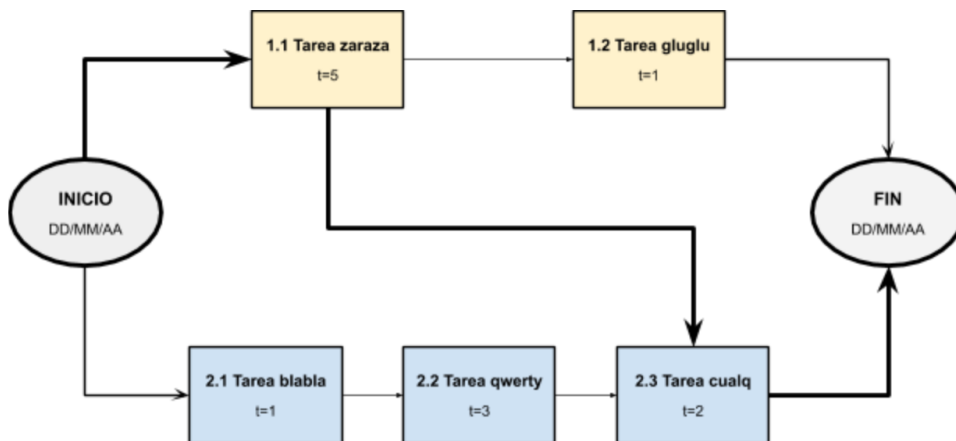 1.1 Tarea zaraza
t=5
1.2 Tarea gluglu
t=1
INICIO
DD/MM/AA
FIN
DD/MM/AA
2.1 Tarea blabla
t=1
2.2 Tarea qwerty
t=3
2.3 Tarea cualq
t=2